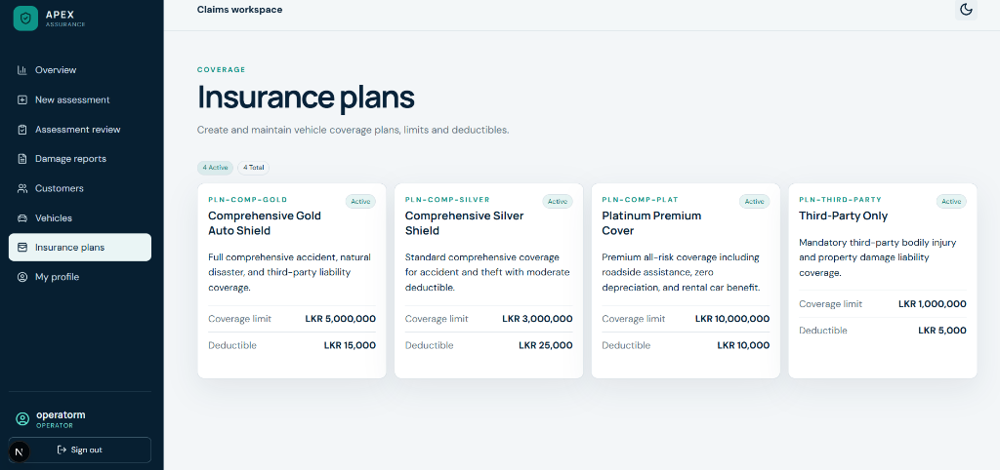 APEX
ASSURANCE
Overview
New assessment
Assessment review
Damage reports
Customers
Vehicles
Insurance plans
My profile
operatorm
OPERATOR
N
Sign out
Claims workspace
COVERAGE
Insurance plans
Create and maintain vehicle coverage plans, limits and deductibles.
4 Active
4 Total
PLN-COMP-GOLD
Active
Comprehensive Gold
Auto Shield
Full comprehensive accident, natural
disaster, and third-party liability
coverage.
Coverage limit LKR 5,000,000
Deductible LKR 15,000
PLN-COMP-SILVER
Active
Comprehensive Silver
Shield
Standard comprehensive coverage
for accident and theft with moderate
deductible.
Coverage limit LKR 3,000,000
Deductible LKR 25,000
PLN-COMP-PLAT
Active
Platinum Premium
Cover
Premium all-risk coverage including
roadside assistance, zero
depreciation, and rental car benefit.
Coverage limit LKR 10,000,000
Deductible LKR 10,000
PLN-THIRD-PARTY
Active
Third-Party Only
Mandatory third-party bodily injury
and property damage liability
coverage.
Coverage limit LKR 1,000,000
Deductible LKR 5,000